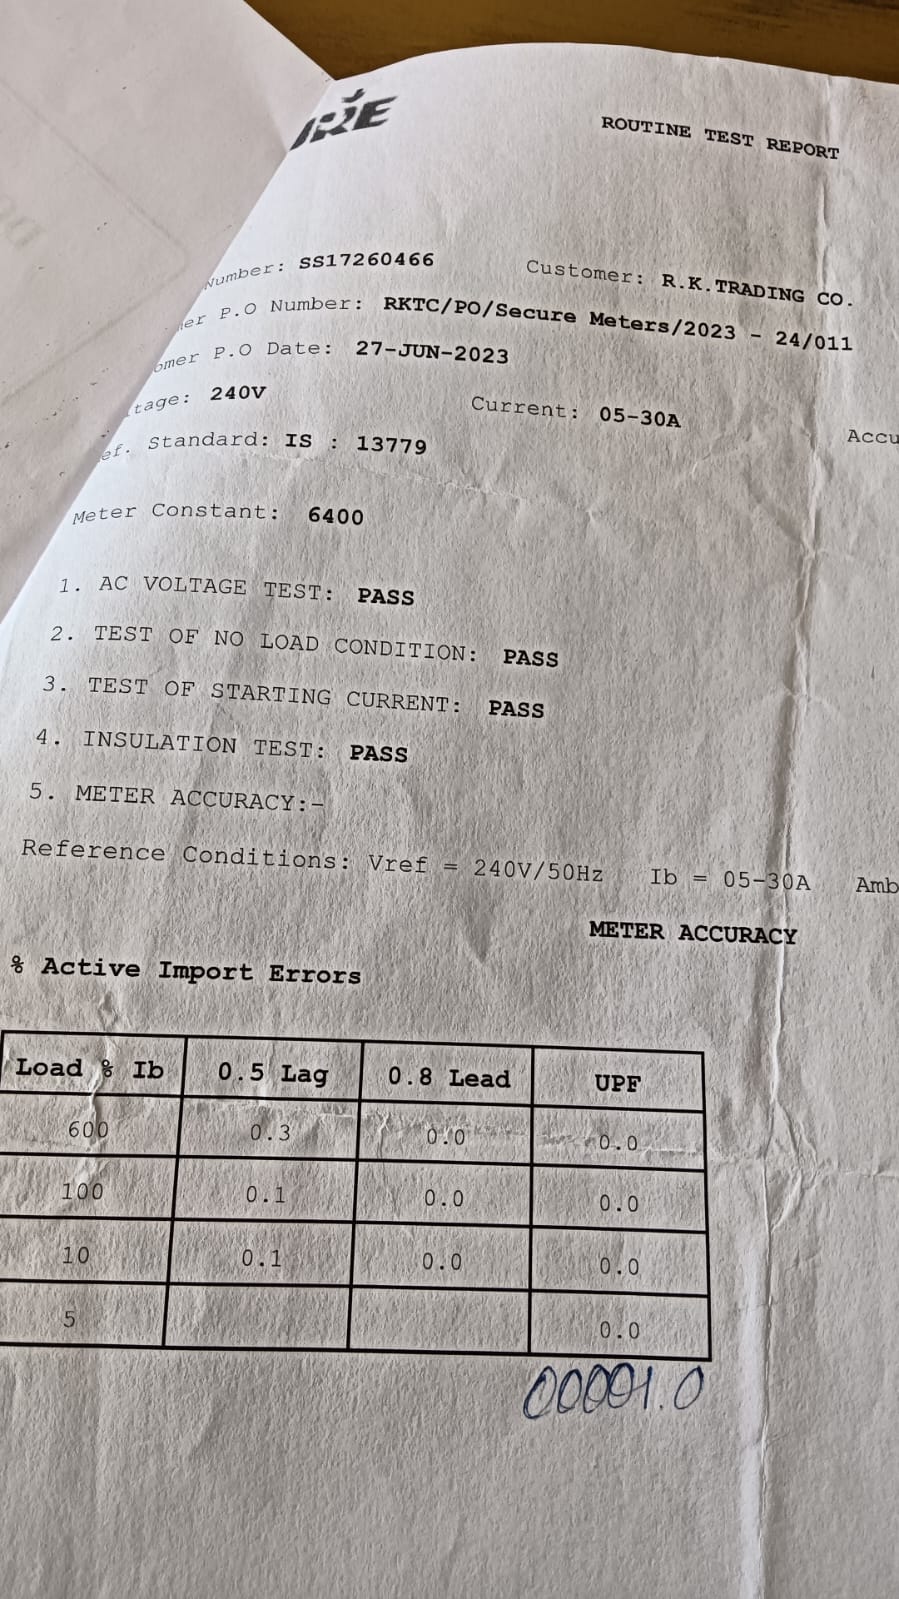 ROUTINE TEST REPORT
Number: SS17260466 Customer: R.K.TRADING CO.
P.O Number: RKTC/PO/Secure Meters/2023 - 24/011
P.O Date: 27-JUN-2023
240V Current: 05-30A
Standard: IS : 13779
Meter Constant: 6400
1. AC VOLTAGE TEST: PASS
2. TEST OF NO LOAD CONDITION: PASS
3. TEST OF STARTING CURRENT: PASS
4. INSULATION TEST: PASS
5. METER ACCURACY:-
Reference Conditions: Vref = 240V/50Hz Ib = 05-30A Amb
METER ACCURACY
% Active Import Errors
Load % Ib 0.5 Lag 0.8 Lead UPF
600 0.3 0.0 0.0
100 0.1 0.0 0.0
10 0.1 0.0 0.0
5 0.0
00001.0